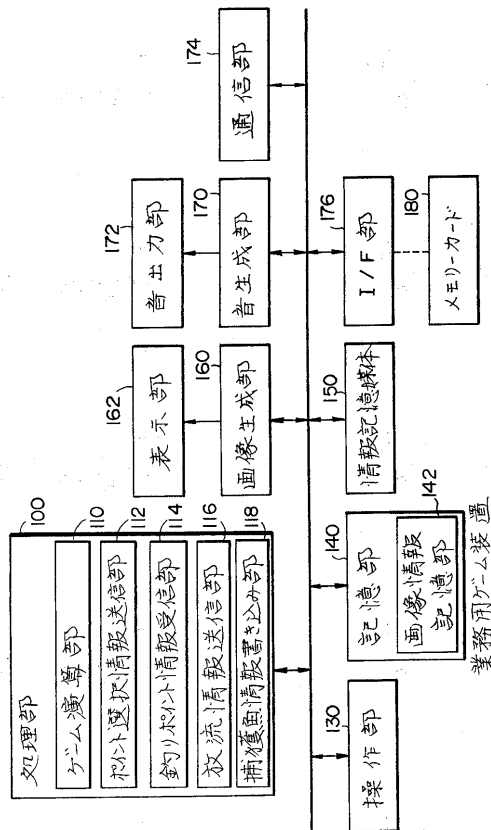 処理部
100
ゲーム演算部
110
ポイント選択情報送信部
112
釣りポイント情報受信部
114
放流情報送信部
116
捕獲魚情報書き込み部
118
表示部
162
画像生成部
160
音出力部
172
音生成部
170
通信部
174
操作部
130
記憶部
140
画像情報
記憶部
142
情報記憶媒体
150
I/F部
176
メモリーカード
180
業務用ゲーム装置